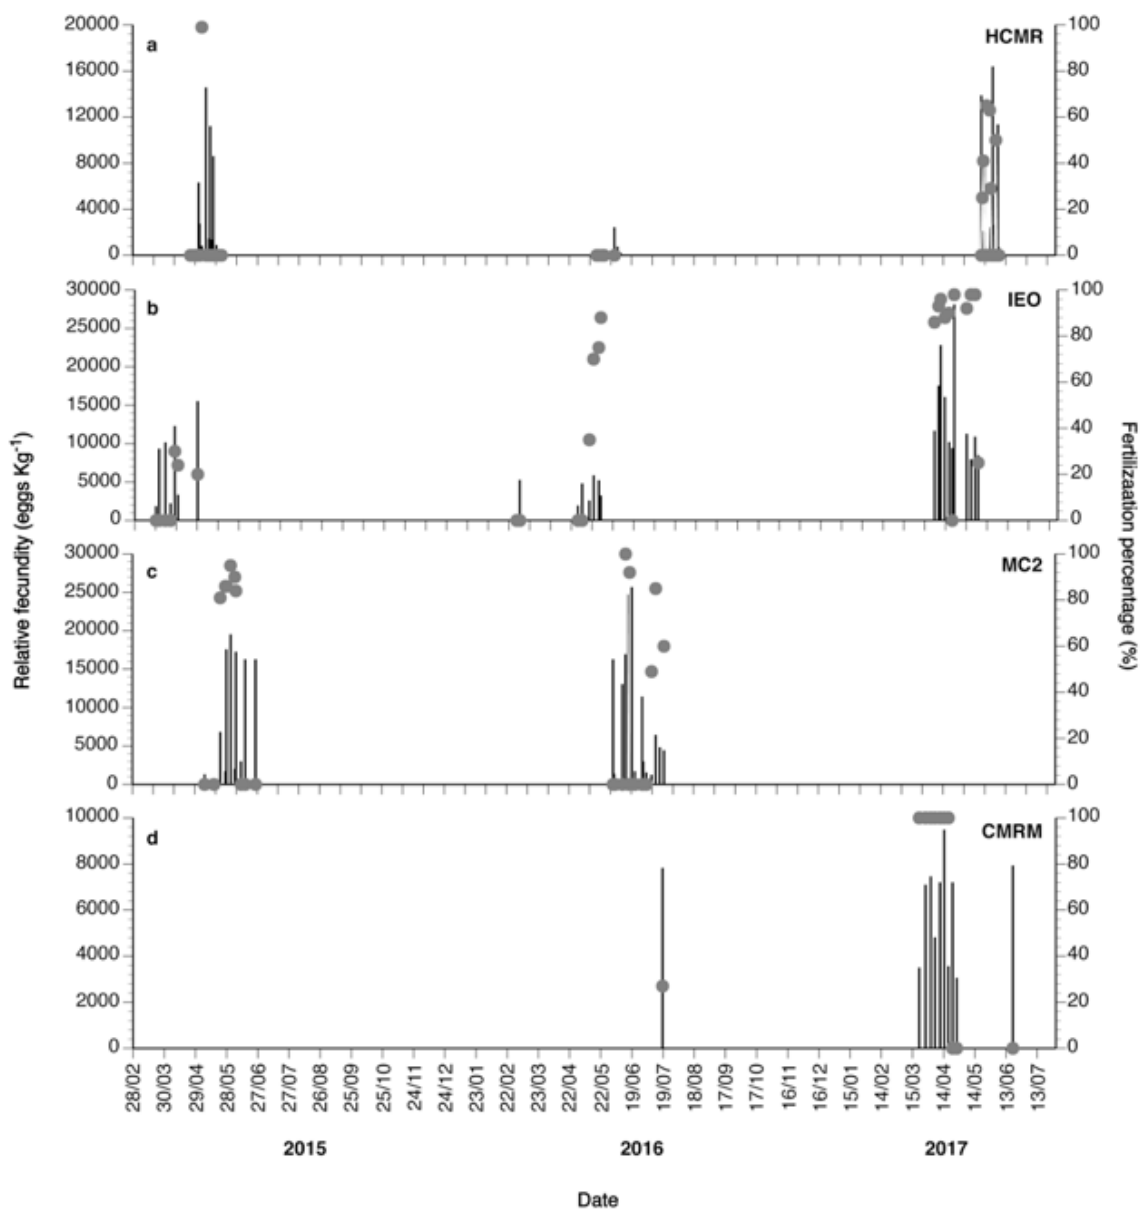 20000 100
a HCMR
16000 80
12000 60
8000 40
4000 20
0 0
30000 100
b IEO
25000 80
20000
15000 60
10000 40
5000 20
0 0
30000 100
c MC2
25000 80
20000
15000 60
10000 40
5000 20
0 0
10000 100
d CMRM
8000 80
6000 60
4000 40
2000 20
0 0
Relative fecundity (eggs Kg-1)
Fertilizaation percentage (%)
28/02 30/03 29/04 28/05 27/06 27/07 26/08 25/09 25/10 24/11 24/12 23/01 22/02 23/03 22/04 22/05 19/06 19/07 18/08 17/09 17/10 16/11 16/12 15/01 14/02 15/03 14/04 14/05 13/06 13/07
2015 2016 2017
Date